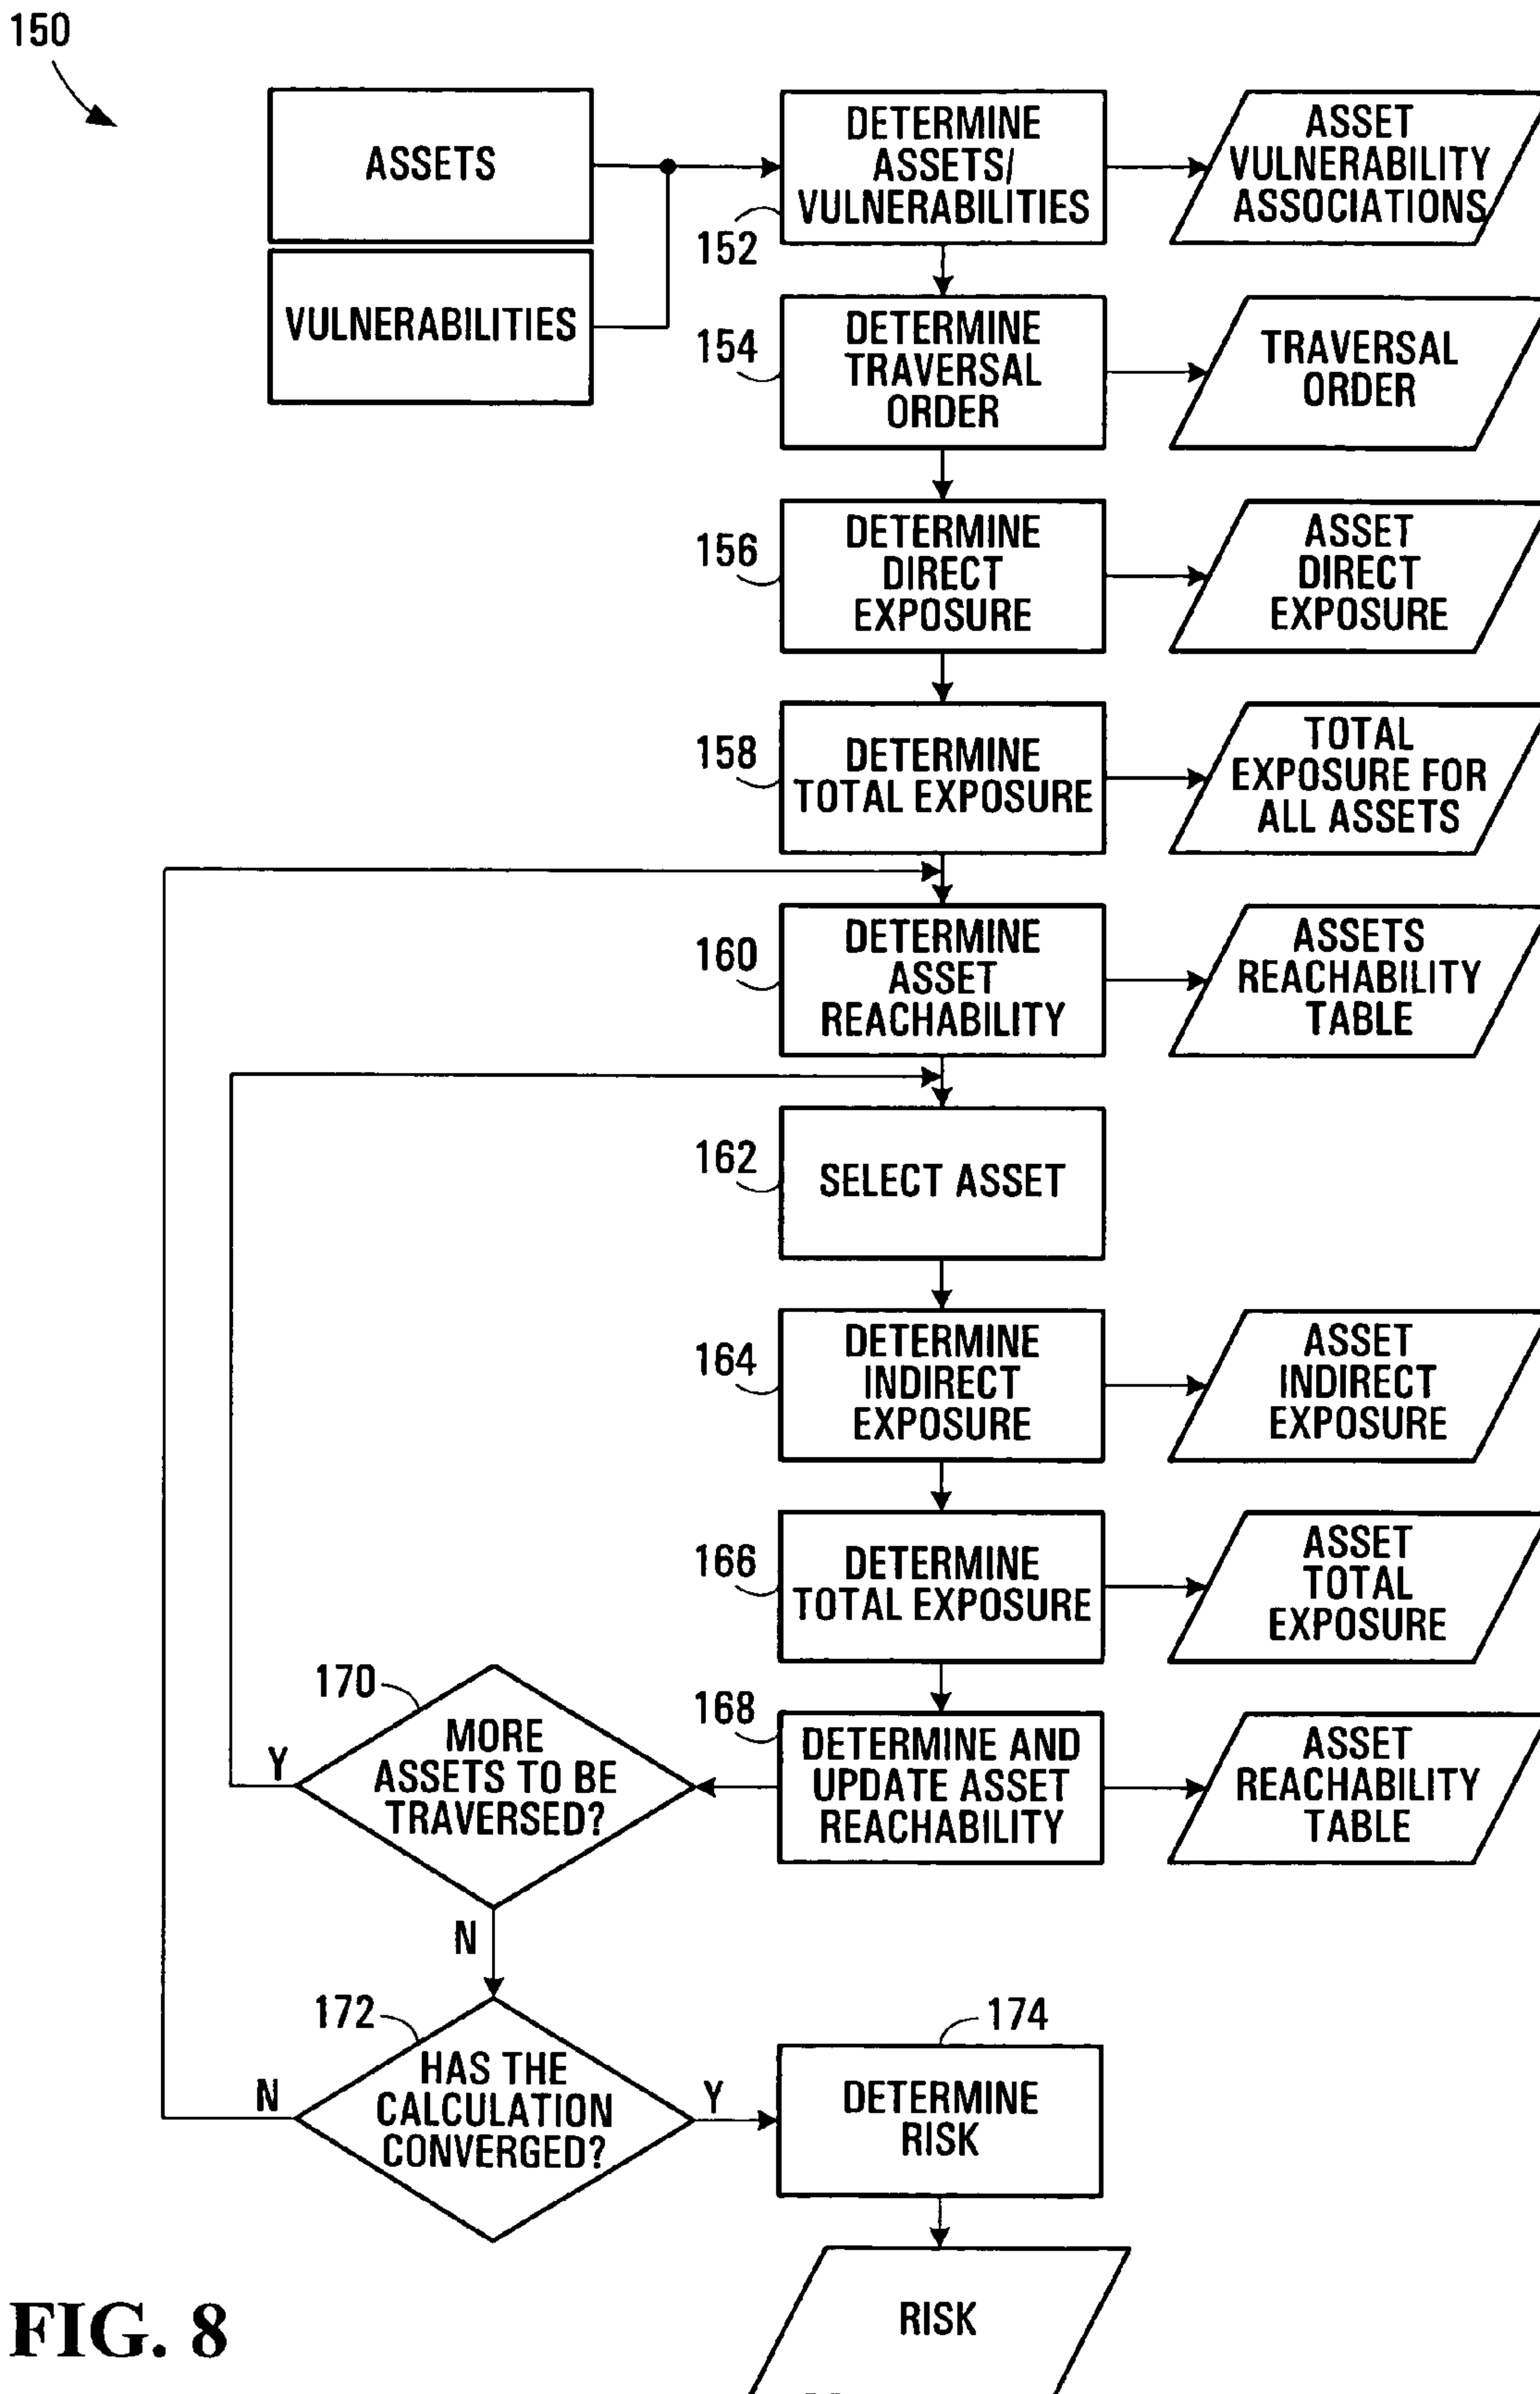 150
ASSETS
VULNERABILITIES
DETERMINE
ASSETS/
VULNERABILITIES
152
ASSET
VULNERABILITY
ASSOCIATIONS
154
DETERMINE
TRAVERSAL
ORDER
TRAVERSAL
ORDER
156
DETERMINE
DIRECT
EXPOSURE
ASSET
DIRECT
EXPOSURE
158
DETERMINE
TOTAL EXPOSURE
TOTAL
EXPOSURE FOR
ALL ASSETS
160
DETERMINE
ASSET
REACHABILITY
ASSETS
REACHABILITY
TABLE
162
SELECT ASSET
164
DETERMINE
INDIRECT
EXPOSURE
ASSET
INDIRECT
EXPOSURE
166
DETERMINE
TOTAL EXPOSURE
ASSET
TOTAL
EXPOSURE
168
DETERMINE AND
UPDATE ASSET
REACHABILITY
ASSET
REACHABILITY
TABLE
170
MORE
ASSETS TO BE
TRAVERSED?
Y
N
172
HAS THE
CALCULATION
CONVERGED?
N
Y
174
DETERMINE
RISK
RISK
FIG. 8